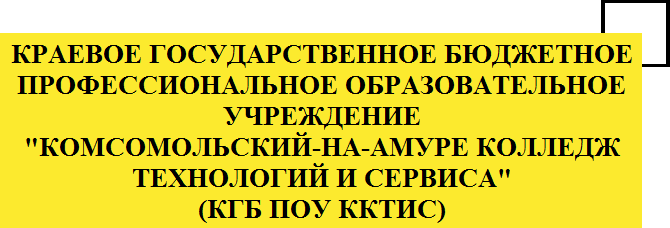 КРАЕВОЕ ГОСУДАРСТВЕННОЕ БЮДЖЕТНОЕ
ПРОФЕССИОНАЛЬНОЕ ОБРАЗОВАТЕЛЬНОЕ
УЧРЕЖДЕНИЕ
"КОМСОМОЛЬСКИЙ-НА-АМУРЕ КОЛЛЕДЖ
ТЕХНОЛОГИЙ И СЕРВИСА"
(КГБ ПОУ ККТИС)